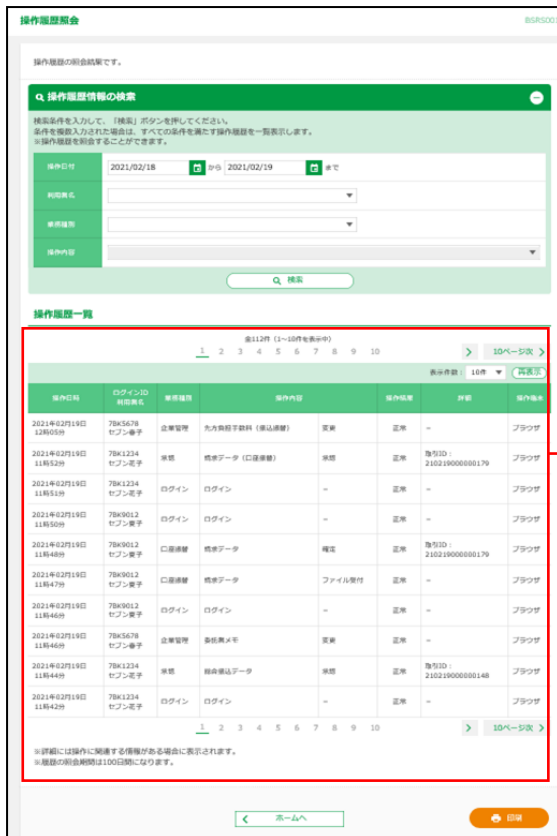 操作履歴照会
BSRS001
操作履歴の照会結果です。
操作履歴情報の検索
検索条件を入力して、「検索」ボタンを押してください。
条件を複数入力された場合は、すべての条件を満たす操作履歴を一覧表示します。
※操作履歴を照会することができます。
操作日付 2021/02/18 から 2021/02/19 まで
利用者名
業務種別
操作内容
検索
操作履歴一覧
全112件（1～10件を表示中）
1 2 3 4 5 6 7 8 9 10 10ページ次
表示件数： 10件 再表示
操作日時 ログインID 利用者名 業務種別 操作内容 操作結果 詳細 操作端末
2021年02月19日 12時05分 7BK5678 セブン春子 企業管理 先方負担手数料（振込振替） 変更 正常 － ブラウザ
2021年02月19日 11時52分 7BK1234 セブン花子 承認 請求データ（口座振替） 承認 正常 取引ID： 210219000000179 ブラウザ
2021年02月19日 11時51分 7BK1234 セブン花子 ログイン ログイン － 正常 － ブラウザ
2021年02月19日 11時50分 7BK9012 セブン夏子 ログイン ログイン － 正常 － ブラウザ
2021年02月19日 11時48分 7BK9012 セブン夏子 口座振替 請求データ 確定 正常 取引ID： 210219000000179 ブラウザ
2021年02月19日 11時47分 7BK9012 セブン夏子 口座振替 請求データ ファイル受付 正常 － ブラウザ
2021年02月19日 11時46分 7BK9012 セブン夏子 ログイン ログイン － 正常 － ブラウザ
2021年02月19日 11時46分 7BK5678 セブン春子 企業管理 委託者メモ 変更 正常 － ブラウザ
2021年02月19日 11時44分 7BK1234 セブン花子 承認 総合振込データ 承認 正常 取引ID： 210219000000148 ブラウザ
2021年02月19日 11時42分 7BK1234 セブン花子 ログイン ログイン － 正常 － ブラウザ
1 2 3 4 5 6 7 8 9 10 10ページ次
※詳細には操作に関連する情報がある場合に表示されます。
※履歴の照会期間は100日間になります。
ホームへ
印刷